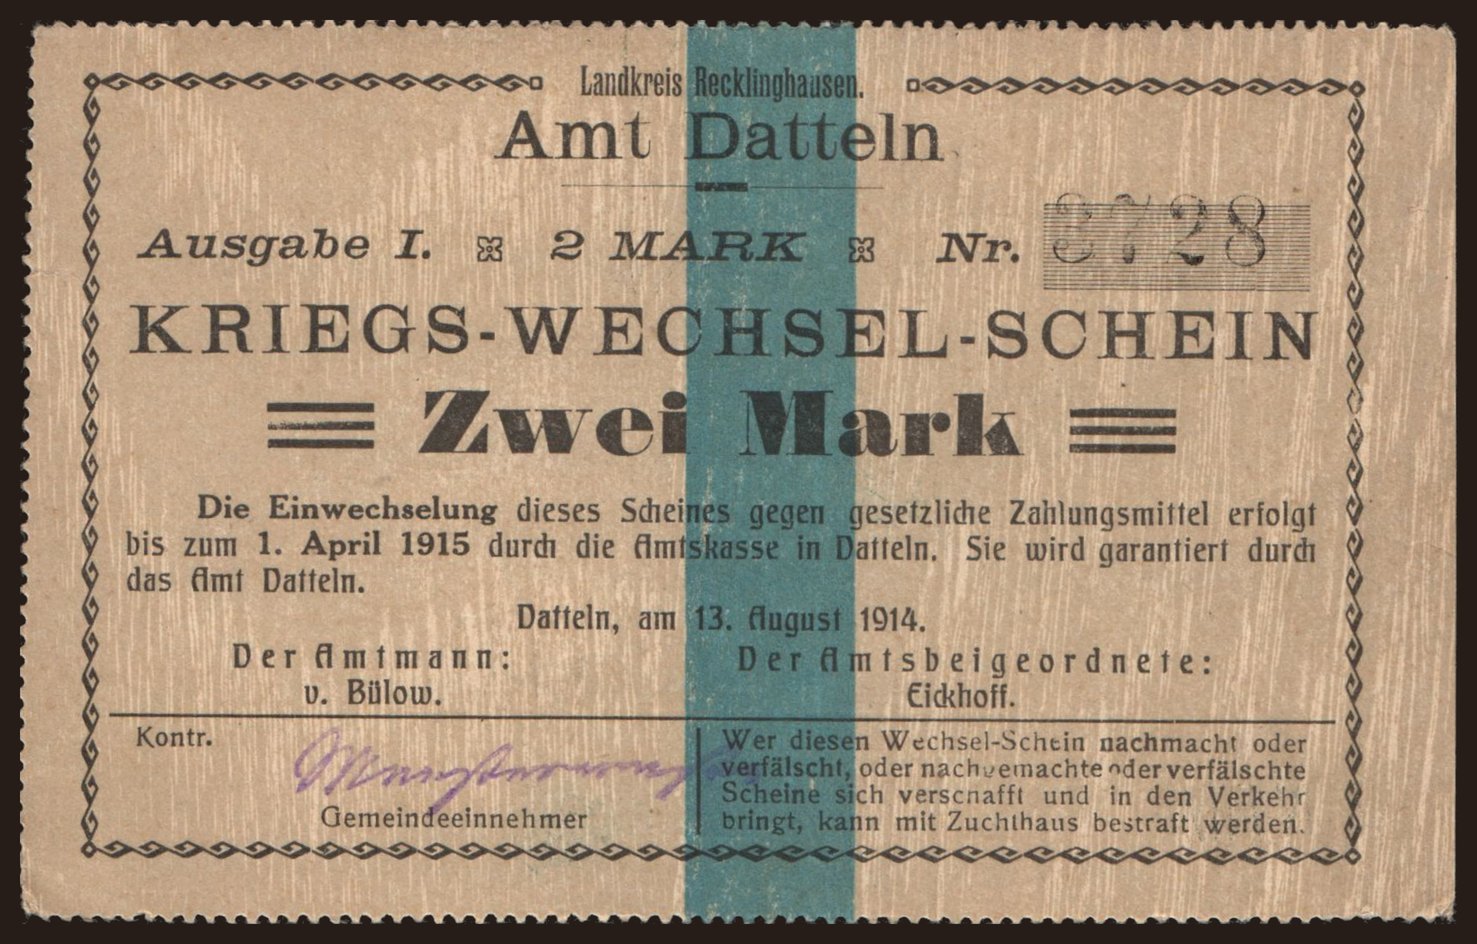 Landkreis Recklinghausen.
Amt Datteln
Ausgabe I. 2 MARK Nr. 3728
KRIEGS-WECHSEL-SCHEIN
Zwei Mark
Die Einwechselung dieses Scheines gegen gesetzliche Zahlungsmittel erfolgt
bis zum 1. April 1915 durch die Amtskasse in Datteln. Sie wird garantiert durch
das Amt Datteln.
Datteln, am 13. August 1914.
Der Amtmann:
v. Bülow.
Der Amtsbeigeordnete:
Eickhoff.
Kontr.
Gemeindeeinnehmer
Wer diesen Wechsel-Schein nachmacht oder
verfälscht, oder nachgemachte oder verfälschte
Scheine sich verschafft und in den Verkehr
bringt, kann mit Zuchthaus bestraft werden.